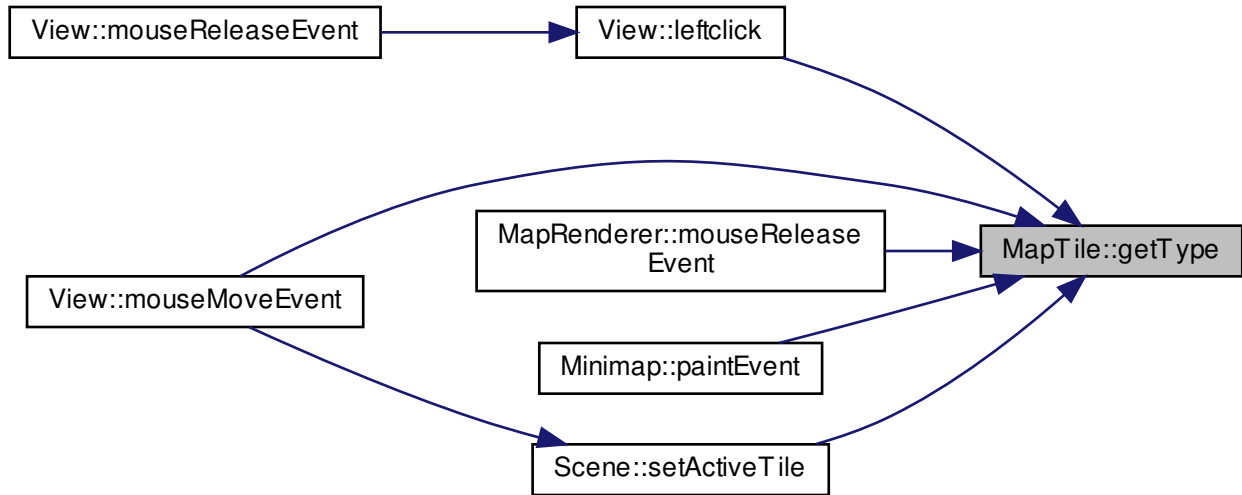 View::mouseReleaseEvent
View::leftclick
MapRenderer::mouseRelease
Event
MapTile::getType
View::mouseMoveEvent
Minimap::paintEvent
Scene::setActiveTile